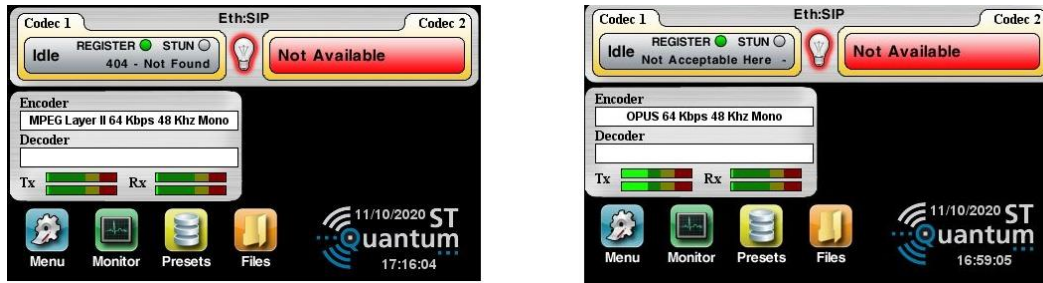 Codec 1 Eth:SIP Codec 2
REGISTER STUN
Idle Not Available
404 - Not Found
Encoder
MPEG Layer II 64 Kbps 48 Khz Mono
Decoder
Tx Rx
11/10/2020 ST
Quantum
Menu Monitor Presets Files 17:16:04
Codec 1 Eth:SIP Codec 2
REGISTER STUN
Idle Not Available
Not Acceptable Here -
Encoder
OPUS 64 Kbps 48 Khz Mono
Decoder
Tx Rx
11/10/2020 ST
Quantum
Menu Monitor Presets Files 16:59:05